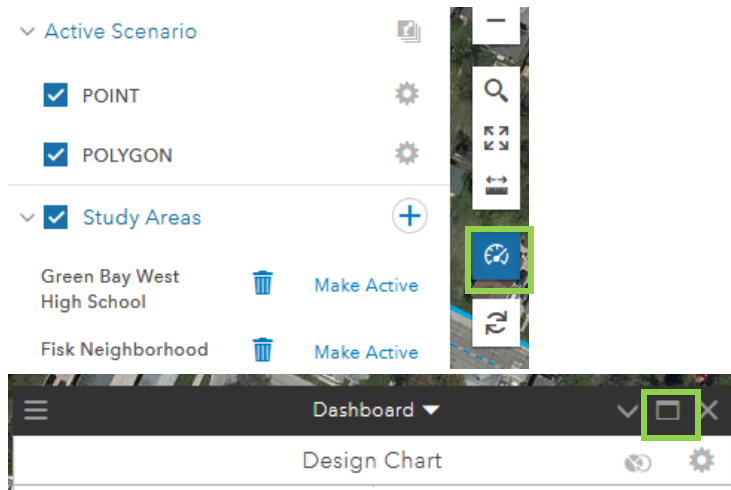 Active Scenario
POINT
POLYGON
Study Areas
Green Bay West
High School
Make Active
Fisk Neighborhood
Make Active
Dashboard
Design Chart